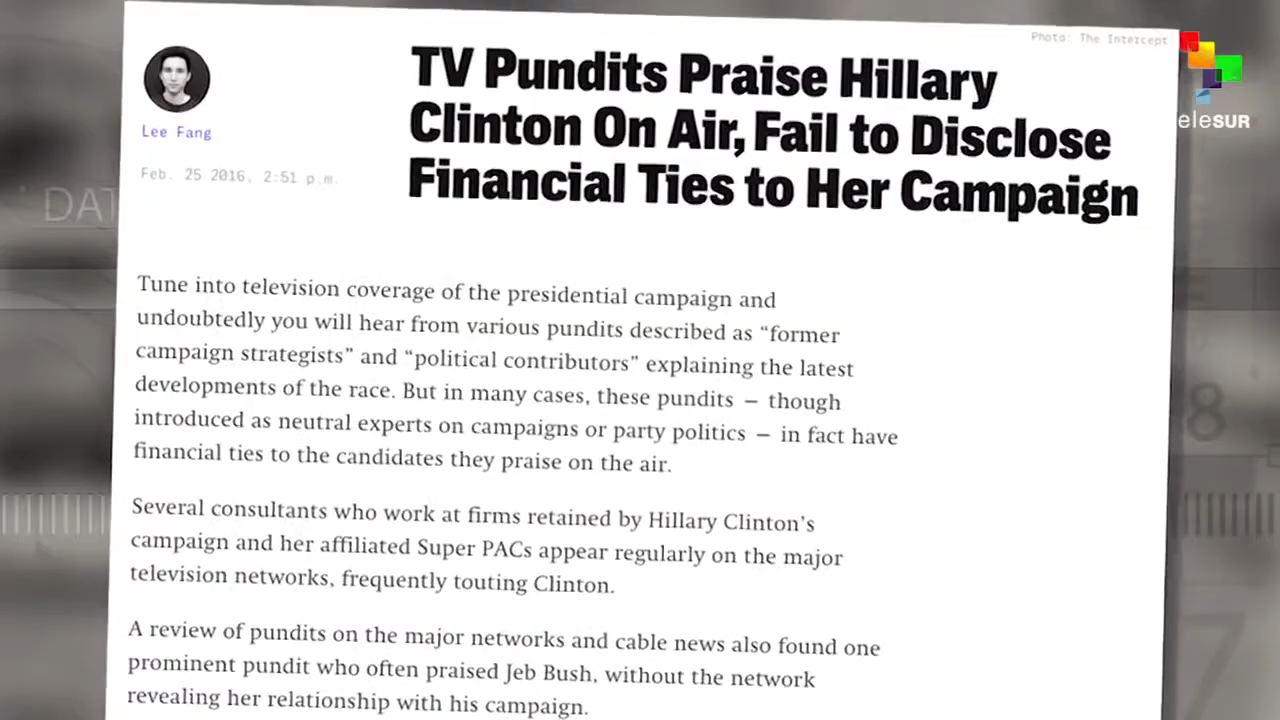 Photo: The Intercept
eleSUR
Lee Fang
Feb. 25 2016, 2:51 p.m.
TV Pundits Praise Hillary
Clinton On Air, Fail to Disclose
Financial Ties to Her Campaign
DAT
8
7
Tune into television coverage of the presidential campaign and
undoubtedly you will hear from various pundits described as “former
campaign strategists” and “political contributors” explaining the latest
developments of the race. But in many cases, these pundits — though
introduced as neutral experts on campaigns or party politics — in fact have
financial ties to the candidates they praise on the air.
Several consultants who work at firms retained by Hillary Clinton’s
campaign and her affiliated Super PACs appear regularly on the major
television networks, frequently touting Clinton.
A review of pundits on the major networks and cable news also found one
prominent pundit who often praised Jeb Bush, without the network
revealing her relationship with his campaign.